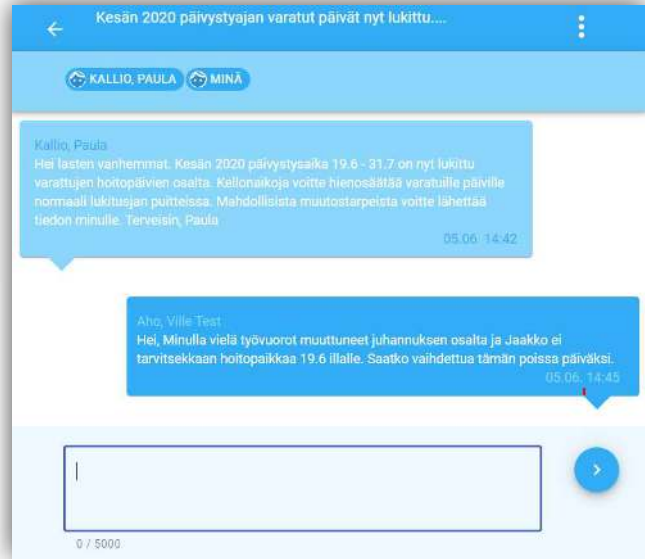 Kesän 2020 päivystyajan varatut päivät nyt lukittu....
KALLIO, PAULA MINÄ
Kallio, Paula
Hei lasten vanhemmat. Kesän 2020 päivystysaika 19.6 - 31.7 on nyt lukittu
varattujen hoitopäivien osalta. Kellonaikoja voitte hienosäätää varatuille päiville
normaali lukitusjan puitteissa. Mahdollisista muutostarpeista voitte lähettää
tiedon minulle. Terveisin, Paula
05.06. 14:42
Aho, Ville Test
Hei, Minulla vielä työvuorot muuttuneet juhannuksen osalta ja Jaakko ei
tarvitsekkaan hoitopaikkaa 19.6 illalle. Saatko vaihdettua tämän poissa päiväksi.
05.06. 14:45
0 / 5000